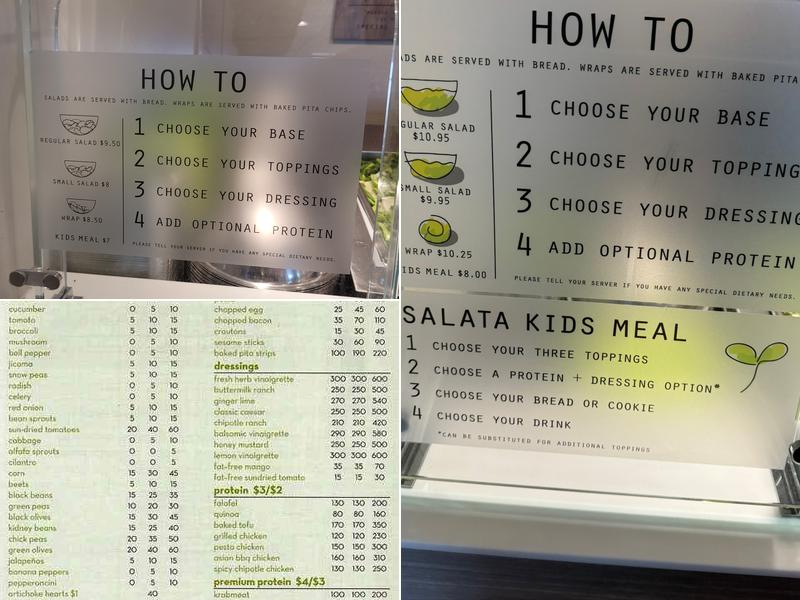 HOW TO
SALADS ARE SERVED WITH BREAD. WRAPS ARE SERVED WITH BAKED PITA CHIPS.
REGULAR SALAD $9.50
SMALL SALAD $8
WRAP $8.50
KIDS MEAL $7
1 CHOOSE YOUR BASE
2 CHOOSE YOUR TOPPINGS
3 CHOOSE YOUR DRESSING
4 ADD OPTIONAL PROTEIN
PLEASE TELL YOUR SERVER IF YOU HAVE ANY SPECIAL DIETARY NEEDS.
HOW TO
ADS ARE SERVED WITH BREAD. WRAPS ARE SERVED WITH BAKED PITA
GULAR SALAD
$10.95
SMALL SALAD
$9.95
WRAP $10.25
IDS MEAL $8.00
1 CHOOSE YOUR BASE
2 CHOOSE YOUR TOPPING
3 CHOOSE YOUR DRESSING
4 ADD OPTIONAL PROTEIN
PLEASE TELL YOUR SERVER IF YOU HAVE ANY SPECIAL DIETARY NEEDS.
SALATA KIDS MEAL
1 CHOOSE YOUR THREE TOPPINGS
2 CHOOSE A PROTEIN + DRESSING OPTION*
3 CHOOSE YOUR BREAD OR COOKIE
4 CHOOSE YOUR DRINK
*CAN BE SUBSTITUTED FOR ADDITIONAL TOPPINGS
cucumber 0 5 10
tomato 5 10 15
broccoli 5 10 15
mushroom 0 5 10
bell pepper 0 5 10
jicama 5 10 15
snow peas 5 10 15
radish 0 5 10
celery 0 5 10
red onion 5 10 15
bean sprouts 5 10 15
sun-dried tomatoes 20 40 60
cabbage 0 5 10
alfafa sprouts 0 0 5
cilantro 0 0 5
corn 15 30 45
beets 5 10 15
black beans 15 25 35
green peas 10 20 30
black olives 15 30 45
kidney beans 15 25 40
chick peas 20 35 50
green olives 20 40 60
jalapeños 5 10 15
banana peppers 0 5 10
pepperoncini 0 5 10
artichoke hearts $1 40
chopped egg 25 45 60
chopped bacon 35 70 110
croutons 15 30 45
sesame sticks 30 60 90
baked pita strips 100 190 220
dressings
fresh herb vinaigrette 300 300 600
buttermilk ranch 250 250 500
ginger lime 270 270 540
classic caesar 250 250 500
chipotle ranch 210 210 420
balsamic vinaigrette 290 290 580
honey mustard 250 250 500
lemon vinaigrette 300 300 600
fat-free mango 35 35 70
fat-free sundried tomato 15 15 30
protein $3/$2
falafel 130 130 200
quinoa 80 80 160
baked tofu 170 170 350
grilled chicken 120 120 230
pesto chicken 150 150 300
asian bbq chicken 160 160 310
spicy chipotle chicken 130 130 250
premium protein $4/$3
krabmeat 100 100 200